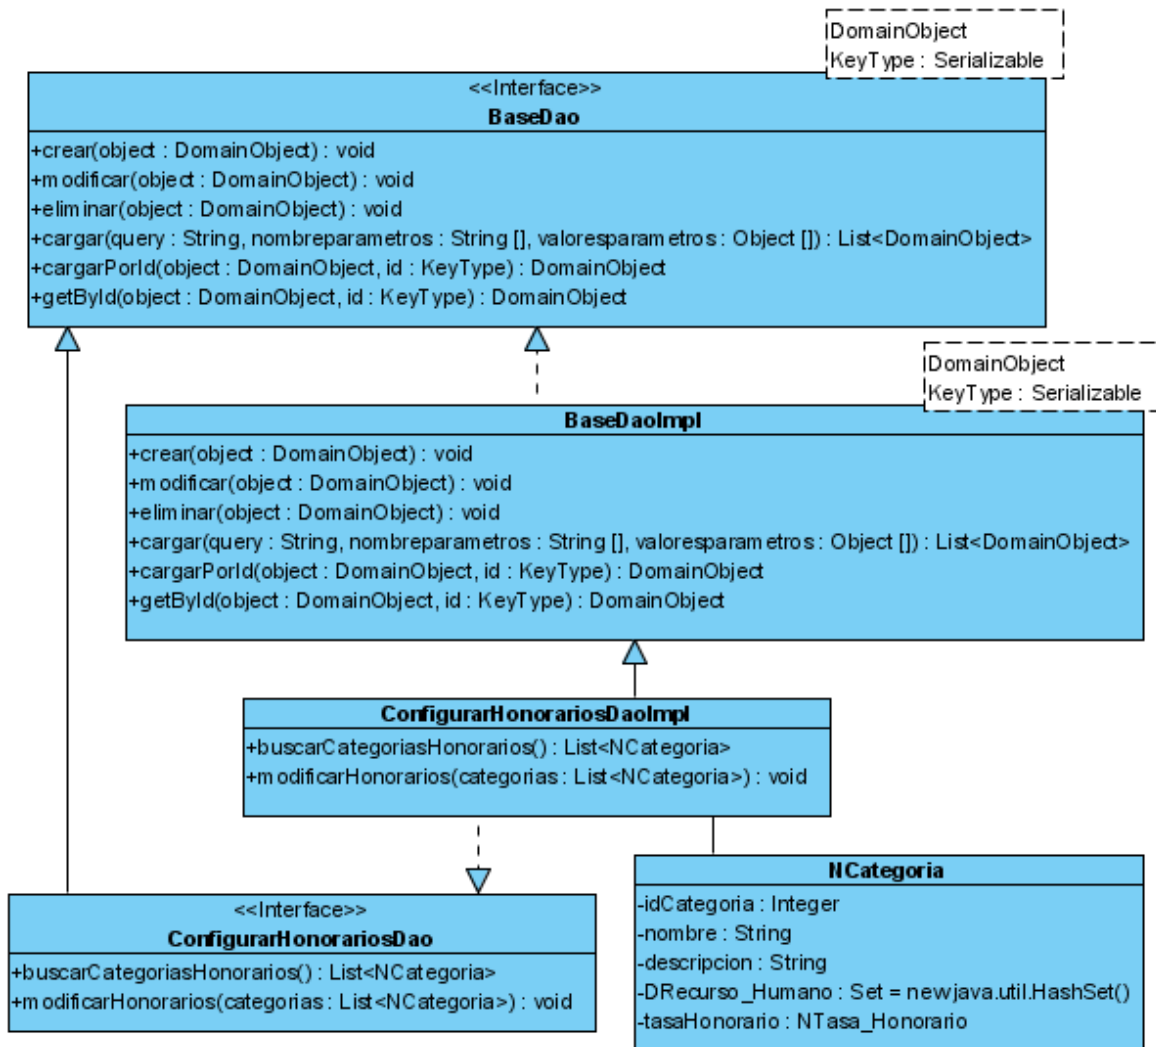 DomainObject
KeyType : Serializable
<<Interface>>
BaseDao
+crear(object : DomainObject) : void
+modificar(object : DomainObject) : void
+eliminar(object : DomainObject) : void
+cargar(query : String, nombreparametros : String [], valoresparametros : Object []) : List<DomainObject>
+cargarPorId(object : DomainObject, id : KeyType) : DomainObject
+getById(object : DomainObject, id : KeyType) : DomainObject
DomainObject
KeyType : Serializable
BaseDaoImpl
+crear(object : DomainObject) : void
+modificar(object : DomainObject) : void
+eliminar(object : DomainObject) : void
+cargar(query : String, nombreparametros : String [], valoresparametros : Object []) : List<DomainObject>
+cargarPorId(object : DomainObject, id : KeyType) : DomainObject
+getById(object : DomainObject, id : KeyType) : DomainObject
ConfigurarHonorariosDaoImpl
+buscarCategoriasHonorarios() : List<NCategoria>
+modificarHonorarios(categorias : List<NCategoria>) : void
<<Interface>>
ConfigurarHonorariosDao
+buscarCategoriasHonorarios() : List<NCategoria>
+modificarHonorarios(categorias : List<NCategoria>) : void
NCategoria
-idCategoria : Integer
-nombre : String
-descripcion : String
-DRecurso_Humano : Set = newjava.util.HashSet()
-tasaHonorario : NTasa_Honorario